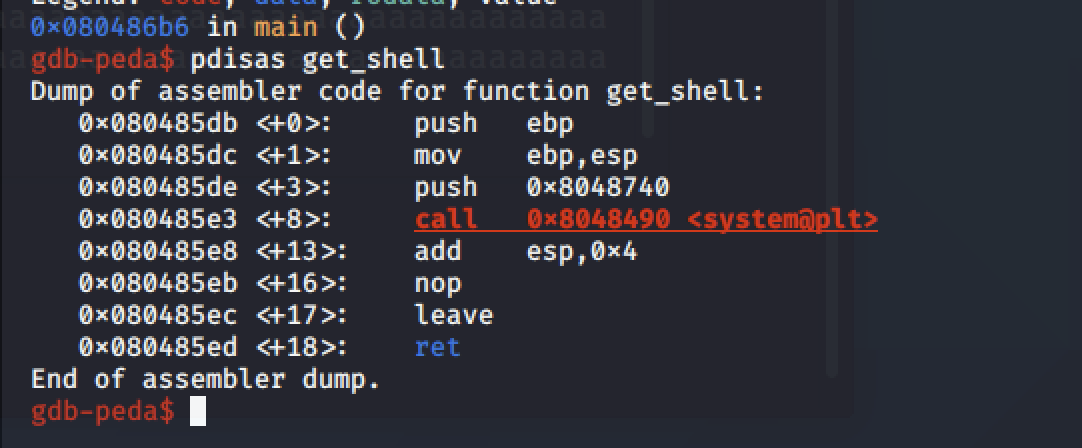 Legend: code, data, rodata, value
0×080486b6 in main ()
gdb-peda$ pdisas get_shell
Dump of assembler code for function get_shell:
   0×080485db <+0>:	push   ebp
   0×080485dc <+1>:	mov    ebp,esp
   0×080485de <+3>:	push   0×8048740
   0×080485e3 <+8>:	call   0×8048490 <system@plt>
   0×080485e8 <+13>:	add    esp,0×4
   0×080485eb <+16>:	nop
   0×080485ec <+17>:	leave
   0×080485ed <+18>:	ret
End of assembler dump.
gdb-peda$